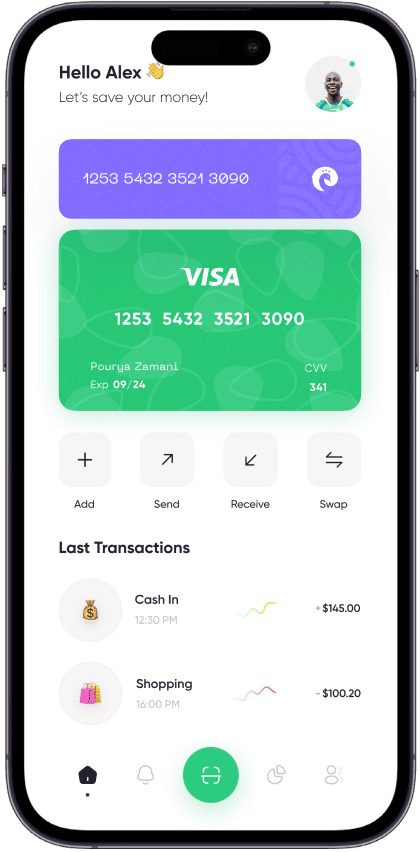 Hello Alex 👋
Let's save your money!
1253 5432 3521 3090
VISA
1253 5432 3521 3090
Pourya Zamani
CVV
Exp 09/24
341
Add
Send
Receive
Swap
Last Transactions
Cash In
+$145.00
12:30 PM
Shopping
-$100.20
16:00 PM